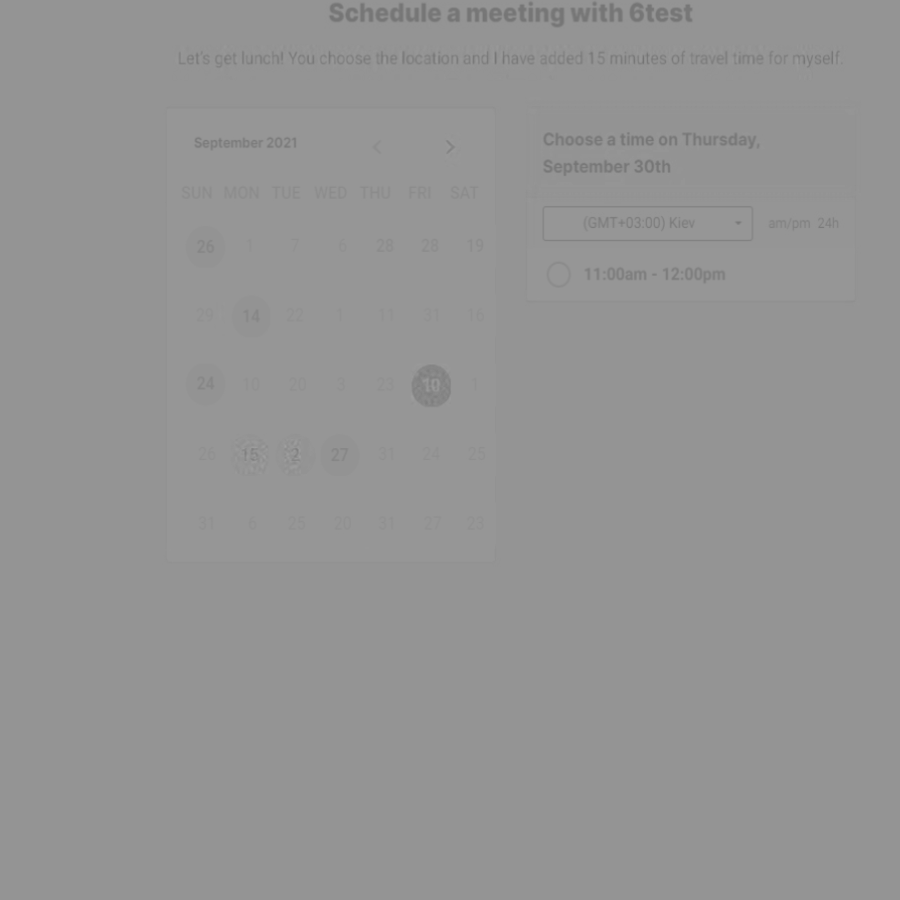 Schedule a meeting with 6test
Let's get lunch! You choose the location and I have added 15 minutes of travel time for myself.
September 2021
SUN MON TUE WED THU FRI SAT
26 1 7 6 28 28 19
29 14 22 1 11 31 16
24 10 20 3 23 19 1
26 15 2 27 31 24 25
31 6 25 20 31 27 23
Choose a time on Thursday,
September 30th
(GMT+03:00) Kiev am/pm 24h
11:00am - 12:00pm